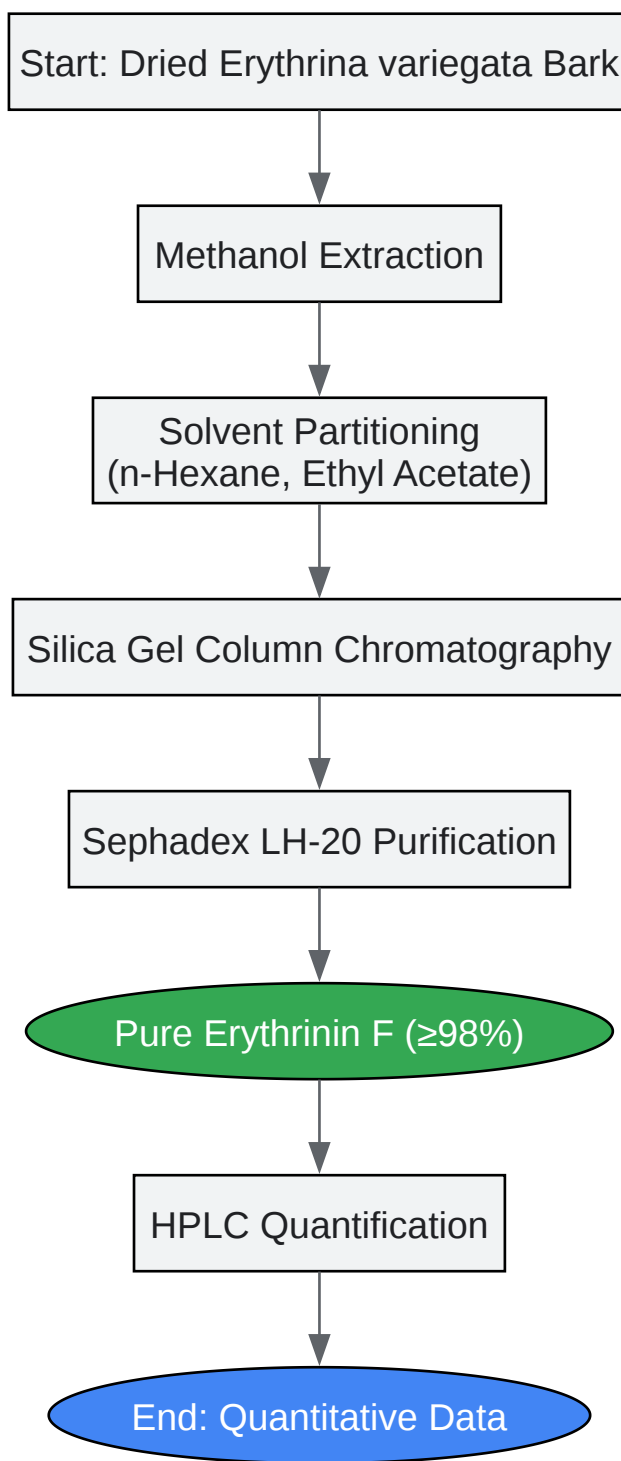 Start: Dried Erythrina variegata Bark
Methanol Extraction
Solvent Partitioning
(n-Hexane, Ethyl Acetate)
Silica Gel Column Chromatography
Sephadex LH-20 Purification
Pure Erythrinin F (≥98%)
HPLC Quantification
End: Quantitative Data